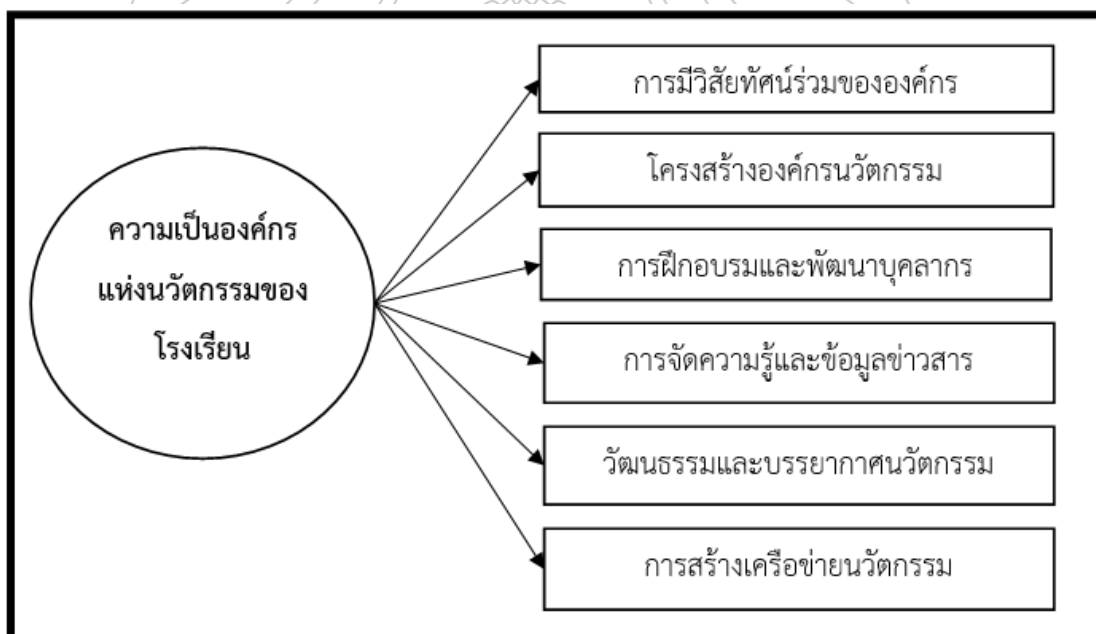 ความเป็นองค์กร
แห่งนวัตกรรมของ
โรงเรียน
การมีวิสัยทัศน์ร่วมขององค์กร
โครงสร้างองค์กรนวัตกรรม
การฝึกอบรมและพัฒนาบุคลากร
การจัดความรู้และข้อมูลข่าวสาร
วัฒนธรรมและบรรยากาศนวัตกรรม
การสร้างเครือข่ายนวัตกรรม